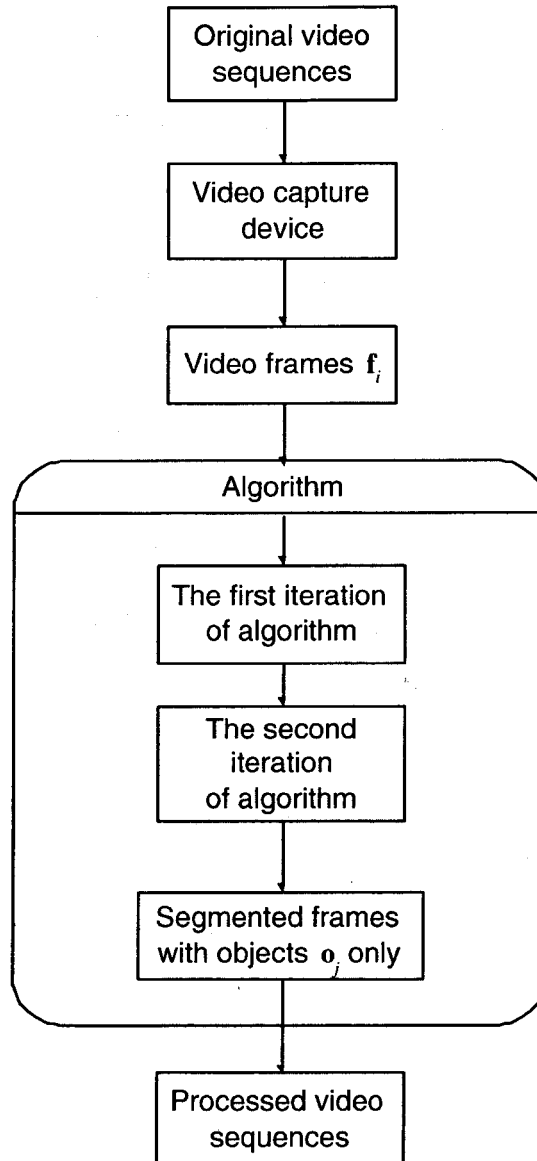 Original video
sequences
Video capture
device
Video frames f_i
Algorithm
The first iteration
of algorithm
The second
iteration
of algorithm
Segmented frames
with objects o_j only
Processed video
sequences